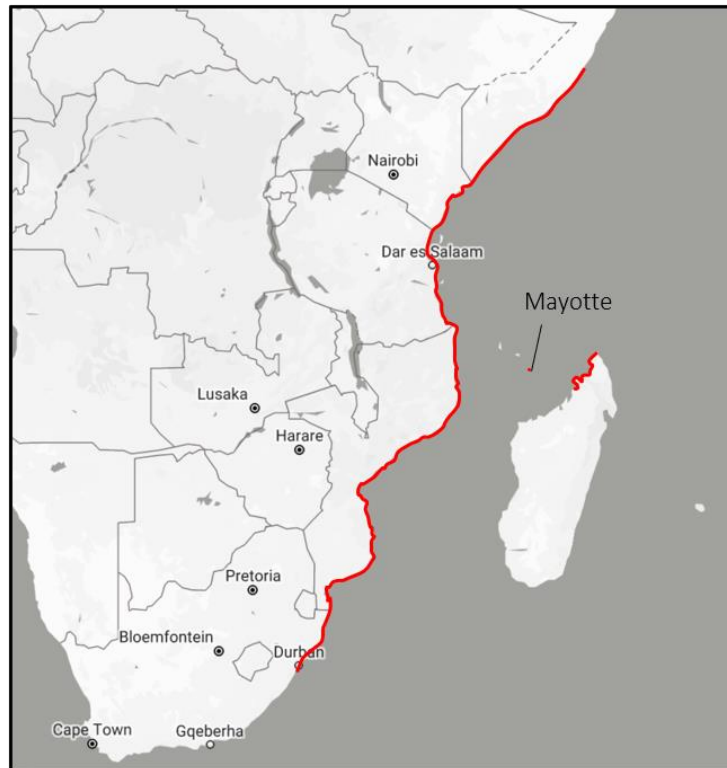 Nairobi
Dar es Salaam
Mayotte
Lusaka
Harare
Pretoria
Bloemfontein
Durban
Cape Town
Gqeberha